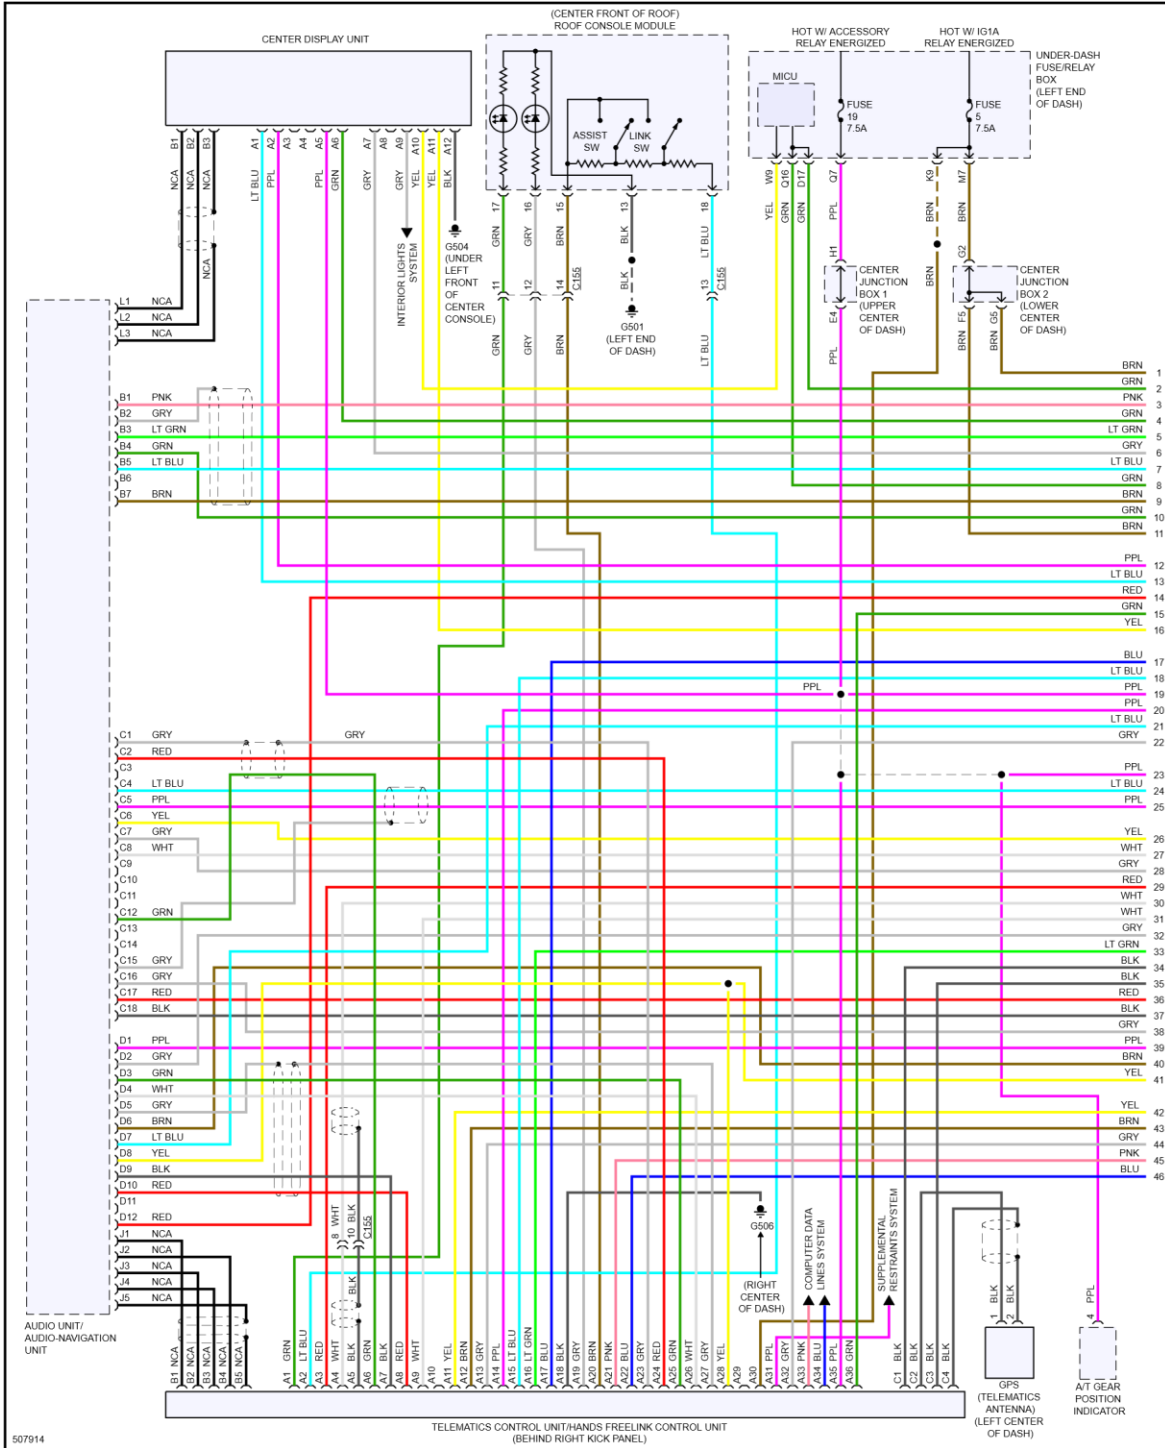 (CENTER FRONT OF ROOF)
ROOF CONSOLE MODULE
CENTER DISPLAY UNIT
HOT W/ ACCESSORY
RELAY ENERGIZED
HOT W/ IG1A
RELAY ENERGIZED
UNDER-DASH
FUSE/RELAY
BOX
(LEFT END
OF DASH)
MICU
FUSE
19
7.5A
FUSE
5
7.5A
ASSIST
SW
LINK
SW
B1 B2 B3 A1 A2 A3 A4 A5 A6 A7 A8 A9 A10 A11 A12
NCA NCA NCA LT BLU PPL PPL GRN GRY GRY YEL YEL BLK
W9 Q16 D17 Q7 K9 M7
YEL GRN GRN PPL BRN BRN
17 16 15 13 18
GRN GRY BRN BLK LT BLU
NCA
INTERIOR LIGHTS
SYSTEM
G504
(UNDER
LEFT
FRONT
OF
CENTER
CONSOLE)
11 12 14 C155 BLK 13 C155
GRN GRY BRN LT BLU
G501
(LEFT END
OF DASH)
H1
CENTER
JUNCTION
BOX 1
(UPPER
CENTER
OF DASH)
E4
PPL
BRN
G2
CENTER
JUNCTION
BOX 2
(LOWER
CENTER
OF DASH)
F5 G5
BRN BRN
L1 NCA
L2 NCA
L3 NCA
B1 PNK
B2 GRY
B3 LT GRN
B4 GRN
B5 LT BLU
B6
B7 BRN
BRN 1
GRN 2
PNK 3
GRN 4
LT GRN 5
GRY 6
LT BLU 7
GRN 8
BRN 9
GRN 10
BRN 11
PPL 12
LT BLU 13
RED 14
GRN 15
YEL 16
BLU 17
LT BLU 18
PPL PPL 19
PPL 20
LT BLU 21
GRY 22
PPL 23
LT BLU 24
PPL 25
YEL 26
WHT 27
GRY 28
RED 29
WHT 30
WHT 31
GRY 32
LT GRN 33
BLK 34
BLK 35
RED 36
BLK 37
GRY 38
PPL 39
BRN 40
YEL 41
YEL 42
BRN 43
GRY 44
PNK 45
BLU 46
C1 GRY GRY
C2 RED
C3
C4 LT BLU
C5 PPL
C6 YEL
C7 GRY
C8 WHT
C9
C10
C11
C12 GRN
C13
C14
C15 GRY
C16 GRY
C17 RED
C18 BLK
D1 PPL
D2 GRY
D3 GRN
D4 WHT
D5 GRY
D6 BRN
D7 LT BLU
D8 YEL
D9 BLK
D10 RED
D11
D12 RED
J1 NCA
J2 NCA
J3 NCA
J4 NCA
J5 NCA
AUDIO UNIT/
AUDIO-NAVIGATION
UNIT
WHT BLK
8 10 C155
BLK
G506
(RIGHT
CENTER
OF DASH)
COMPUTER DATA
LINES SYSTEM
SUPPLEMENTAL
RESTRAINTS SYSTEM
BLK BLK
1 2
PPL
4
NCA NCA NCA NCA GRN LT BLU RED WHT BLK GRN BLK RED WHT YEL BRN GRY PPL LT BLU LT GRN BLU BLK GRY BRN PNK BLU GRY RED GRN WHT GRY YEL PPL GRY PNK BLU PPL GRN BLK BLK BLK
B1 B2 B3 B4 B5 A1 A2 A3 A4 A5 A6 A7 A8 A9 A10 A11 A12 A13 A14 A15 A16 A17 A18 A19 A20 A21 A22 A23 A24 A25 A26 A27 A28 A29 A30 A31 A32 A33 A34 A35 A36 C1 C2 C3 C4
GPS
(TELEMATICS
ANTENNA)
(LEFT CENTER
OF DASH)
A/T GEAR
POSITION
INDICATOR
TELEMATICS CONTROL UNIT/HANDS FREELINK CONTROL UNIT
(BEHIND RIGHT KICK PANEL)
507914